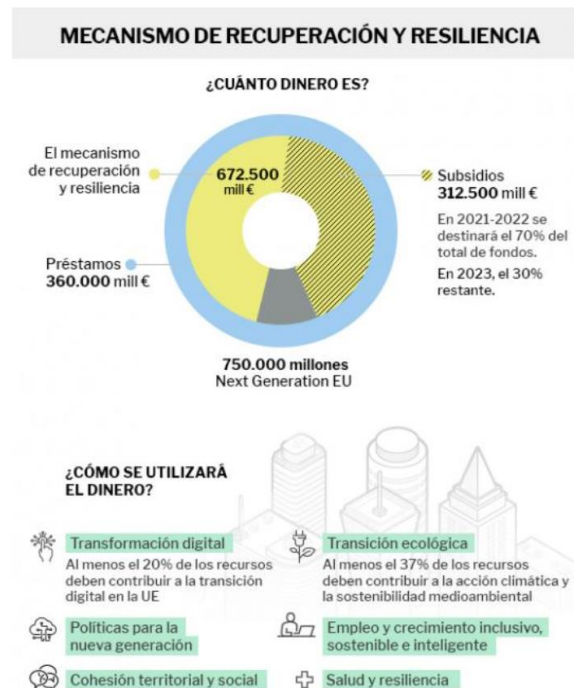 MECANISMO DE RECUPERACIÓN Y RESILIENCIA
¿CUÁNTO DINERO ES?
El mecanismo
de recuperación
y resiliencia
672.500
mill €
Subsidios
312.500 mill €
En 2021-2022 se
destinará el 70% del
total de fondos.
En 2023, el 30%
restante.
Préstamos
360.000 mill €
750.000 millones
Next Generation EU
¿CÓMO SE UTILIZARÁ
EL DINERO?
Transformación digital
Al menos el 20% de los recursos
deben contribuir a la transición
digital en la UE
Transición ecológica
Al menos el 37% de los recursos
deben contribuir a la acción climática y
la sostenibilidad medioambiental
Políticas para la
nueva generación
Empleo y crecimiento inclusivo,
sostenible e inteligente
Cohesión territorial y social
Salud y resiliencia